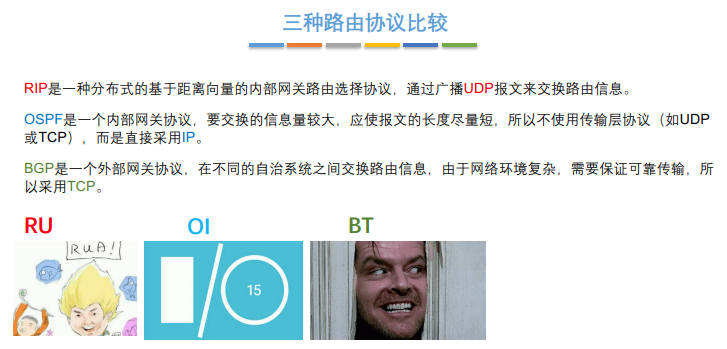 三种路由协议比较
RIP是一种分布式的基于距离向量的内部网关路由选择协议，通过广播UDP报文来交换路由信息。
OSPF是一个内部网关协议，要交换的信息量较大，应使报文的长度尽量短，所以不使用传输层协议（如UDP
或TCP），而是直接采用IP。
BGP是一个外部网关协议，在不同的自治系统之间交换路由信息，由于网络环境复杂，需要保证可靠传输，所
以采用TCP。
RU
OI
BT
RUA!
15